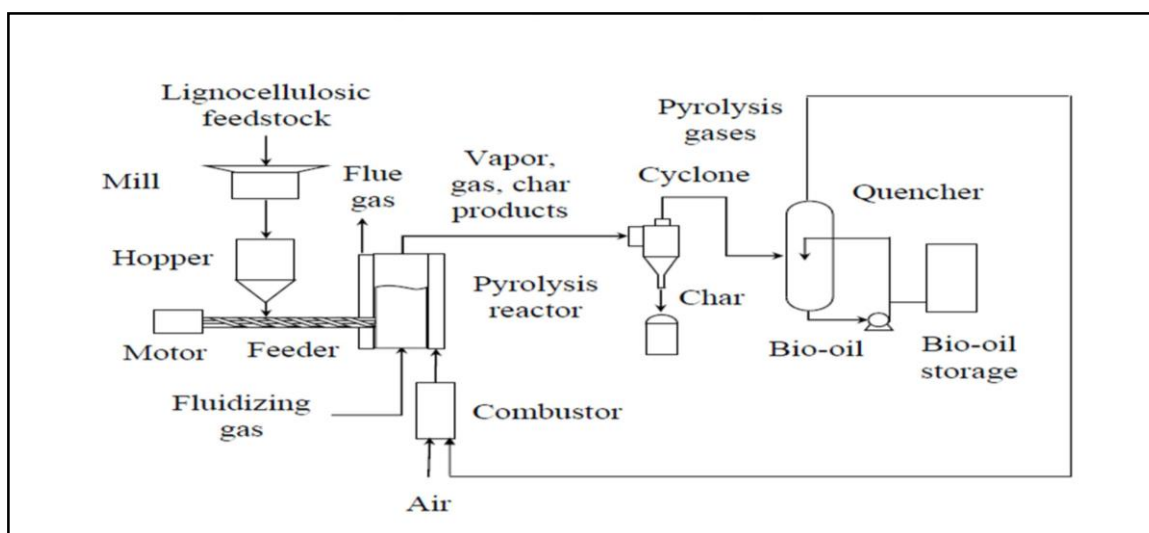 Lignocellulosic
feedstock
Mill
Hopper
Motor
Feeder
Flue
gas
Fluidizing
gas
Vapor,
gas, char
products
Pyrolysis
reactor
Combustor
Air
Cyclone
Char
Pyrolysis
gases
Quencher
Bio-oil
Bio-oil
storage